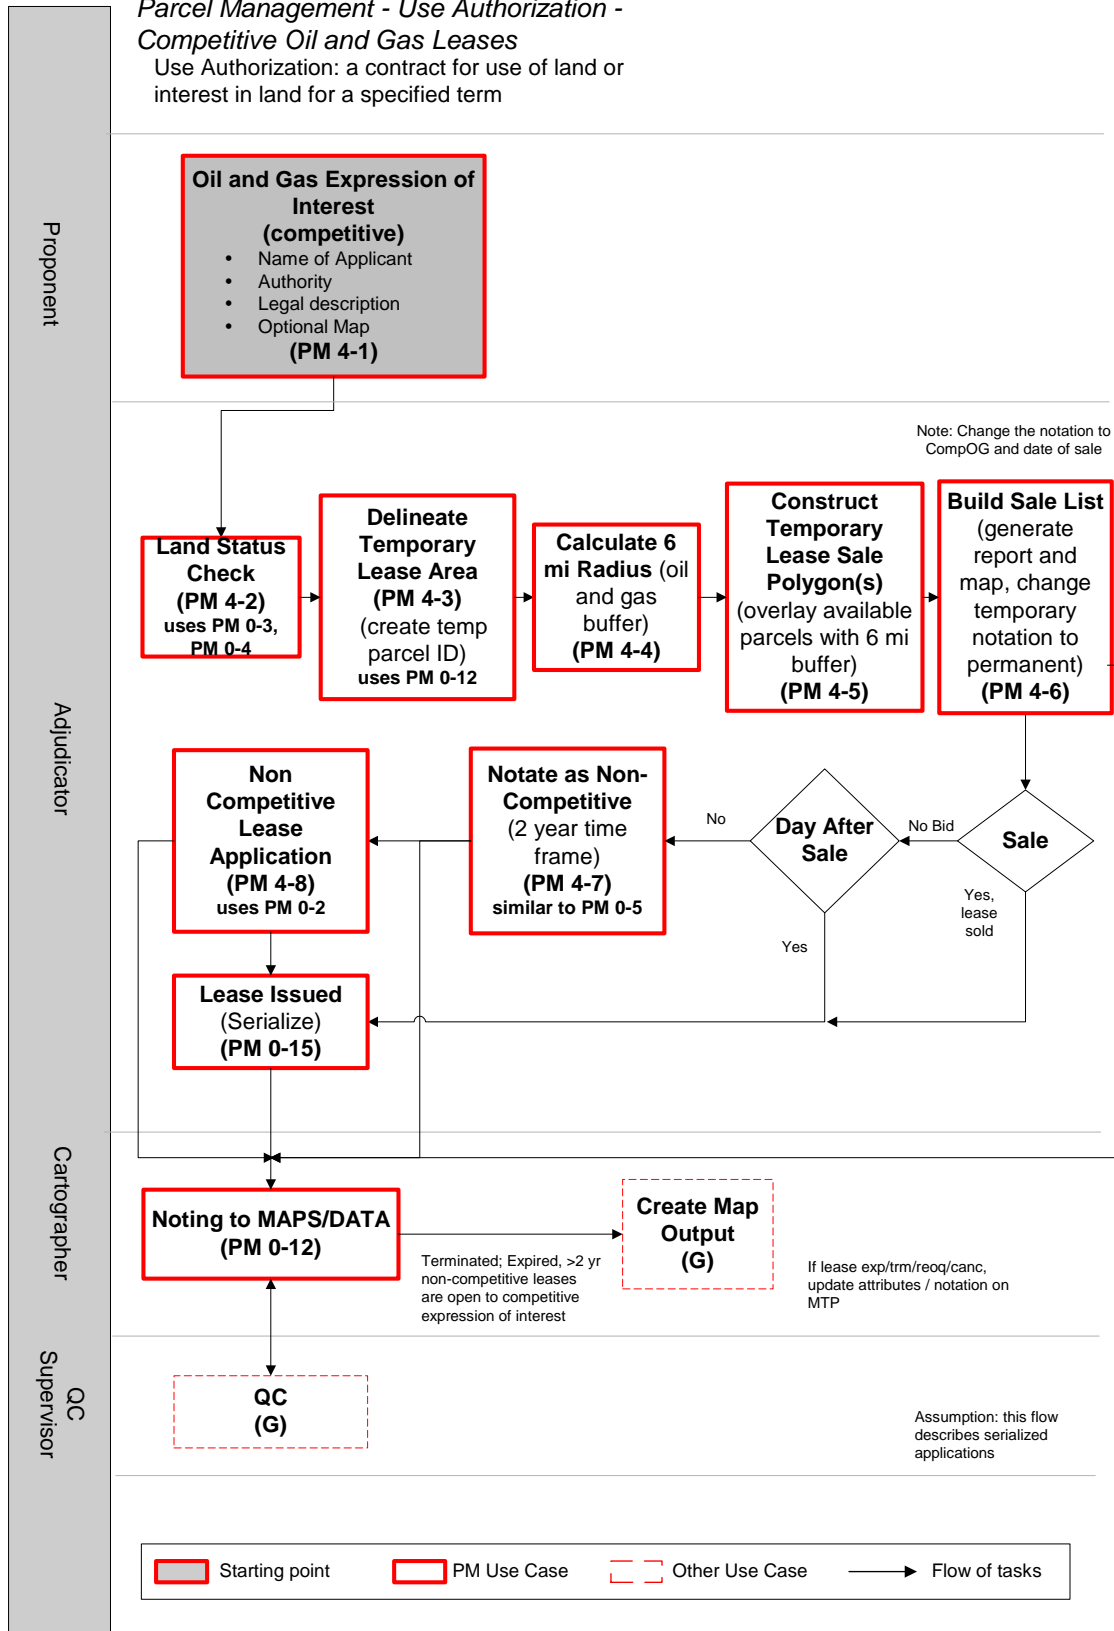 Parcel Management - Use Authorization -
Competitive Oil and Gas Leases
Use Authorization: a contract for use of land or
interest in land for a specified term
Proponent
Oil and Gas Expression of
Interest
(competitive)
• Name of Applicant
• Authority
• Legal description
• Optional Map
(PM 4-1)
Adjudicator
Note: Change the notation to
CompOG and date of sale
Land Status
Check
(PM 4-2)
uses PM 0-3,
PM 0-4
Delineate
Temporary
Lease Area
(PM 4-3)
(create temp
parcel ID)
uses PM 0-12
Calculate 6
mi Radius (oil
and gas
buffer)
(PM 4-4)
Construct
Temporary
Lease Sale
Polygon(s)
(overlay available
parcels with 6 mi
buffer)
(PM 4-5)
Build Sale List
(generate
report and
map, change
temporary
notation to
permanent)
(PM 4-6)
Sale
No Bid
Yes,
lease
sold
Day After
Sale
No
Yes
Notate as Non-
Competitive
(2 year time
frame)
(PM 4-7)
similar to PM 0-5
Non
Competitive
Lease
Application
(PM 4-8)
uses PM 0-2
Lease Issued
(Serialize)
(PM 0-15)
Cartographer
Noting to MAPS/DATA
(PM 0-12)
Terminated; Expired, >2 yr
non-competitive leases
are open to competitive
expression of interest
Create Map
Output
(G)
If lease exp/trm/reoq/canc,
update attributes / notation on
MTP
QC
Supervisor
QC
(G)
Assumption: this flow
describes serialized
applications
Starting point
PM Use Case
Other Use Case
Flow of tasks